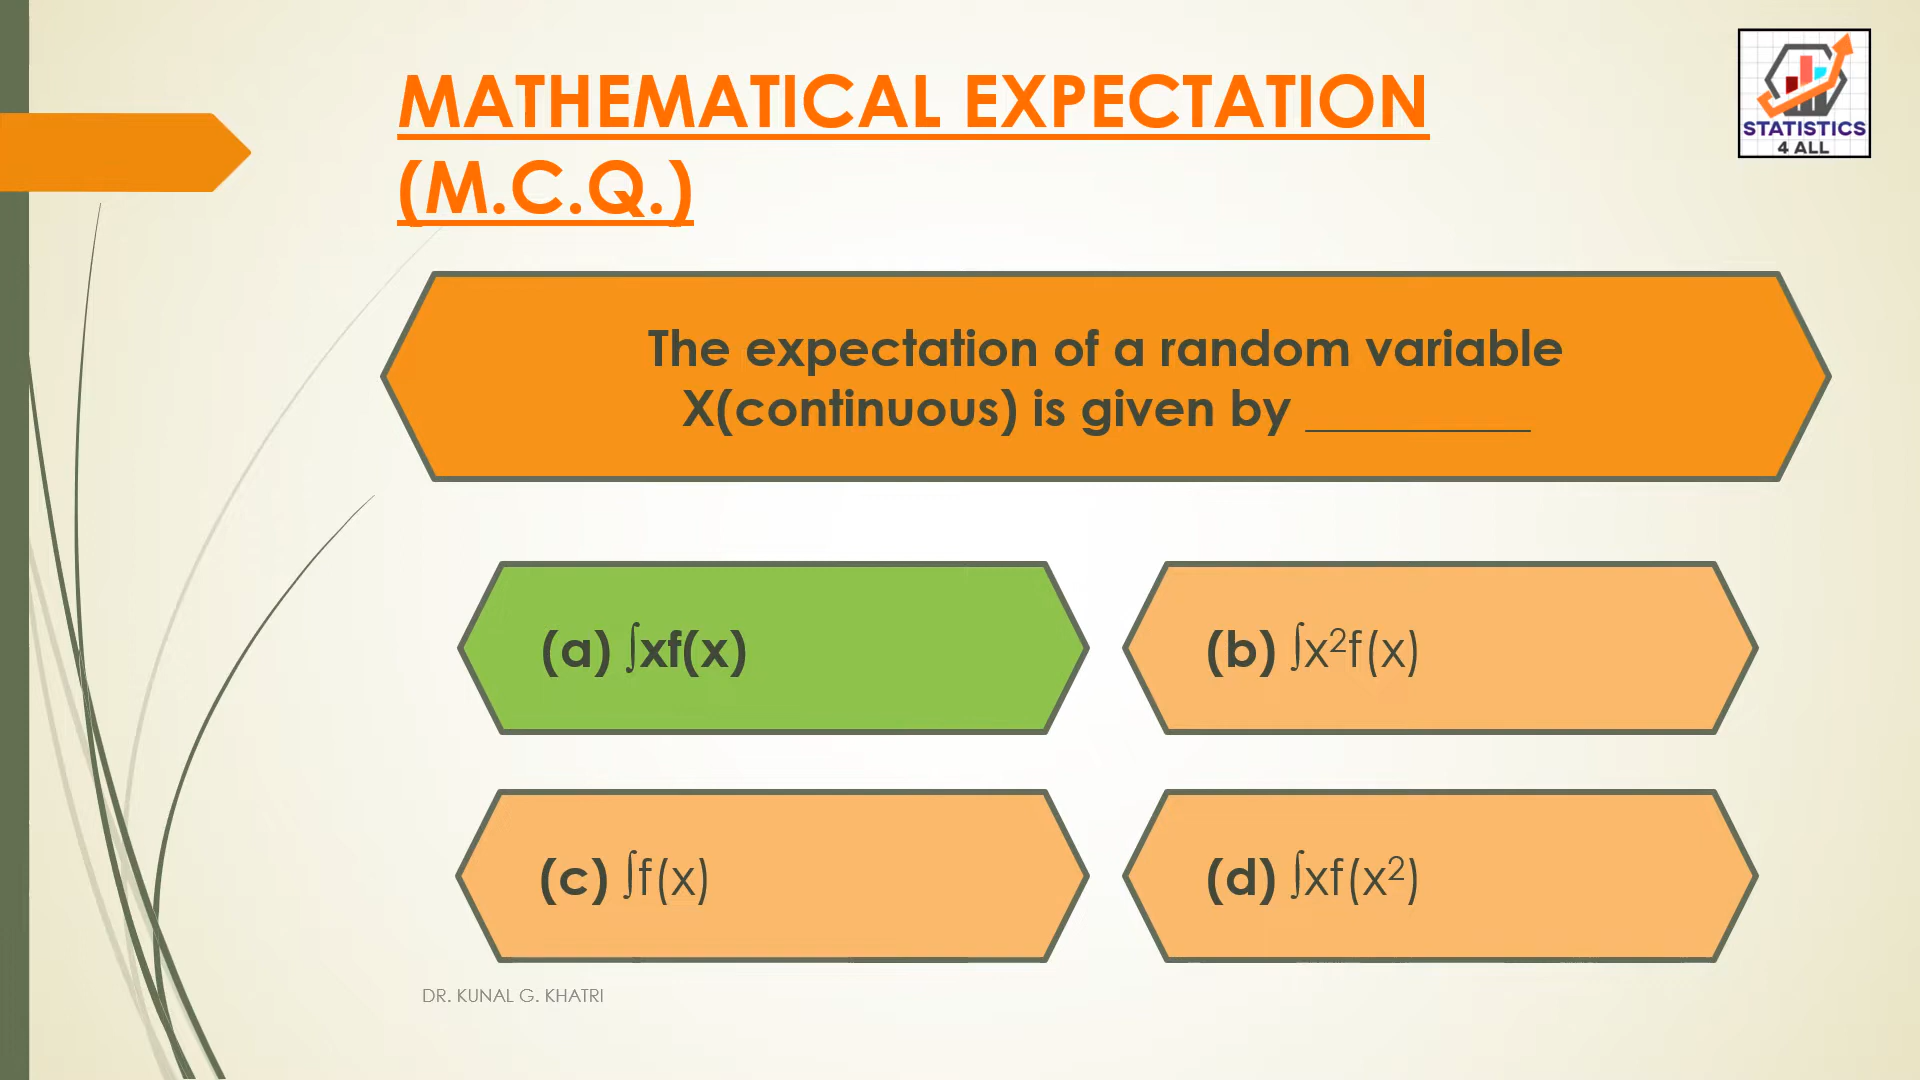 MATHEMATICAL EXPECTATION
(M.C.Q.)
STATISTICS
4 ALL
The expectation of a random variable
X(continuous) is given by _________
(a) ∫xf(x)
(b) ∫x²f(x)
(c) ∫f(x)
(d) ∫xf(x²)
DR. KUNAL G. KHATRI